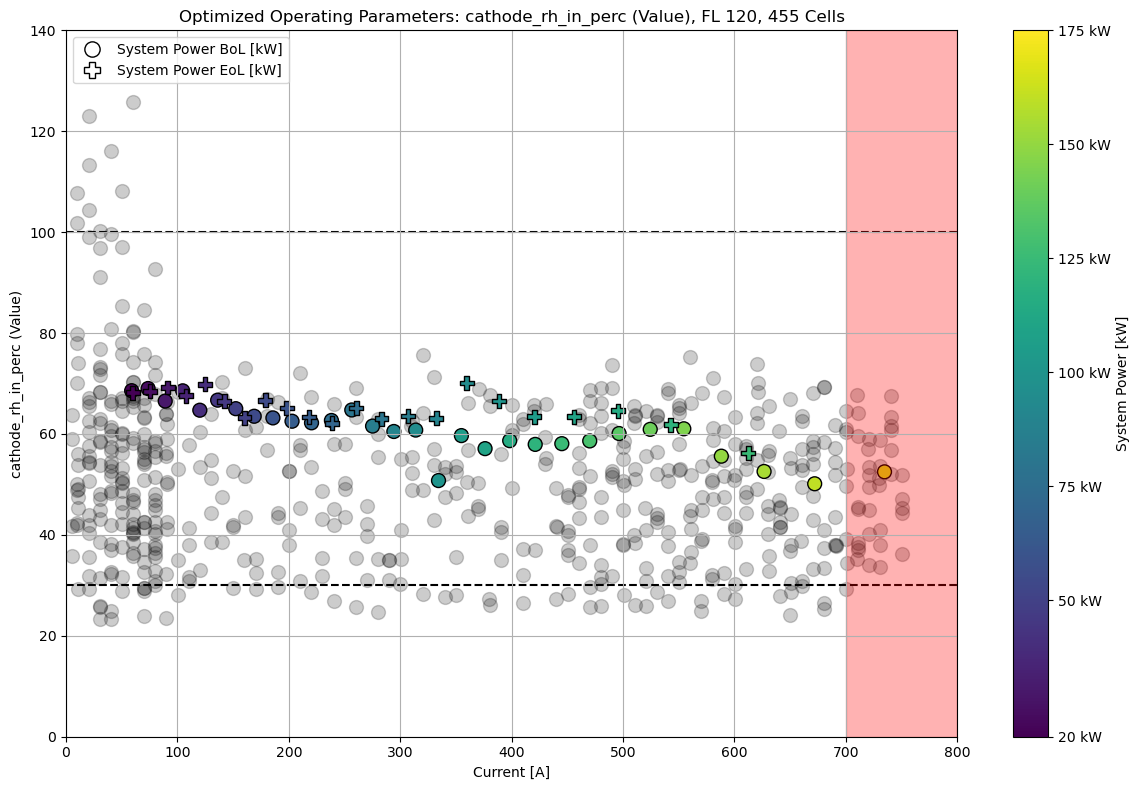 Optimized Operating Parameters: cathode_rh_in_perc (Value), FL 120, 455 Cells
System Power BoL [kW]
System Power EoL [kW]
cathode_rh_in_perc (Value)
140
120
100
80
60
40
20
0
0 100 200 300 400 500 600 700 800
Current [A]
175 kW
150 kW
125 kW
100 kW
75 kW
50 kW
20 kW
System Power [kW]